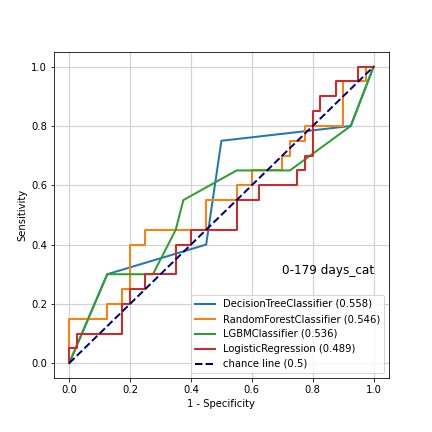 1.0
0.8
0.6
0.4
0.2
0.0
Sensitivity
0-179 days_cat
DecisionTreeClassifier (0.558)
RandomForestClassifier (0.546)
LGBMClassifier (0.536)
LogisticRegression (0.489)
chance line (0.5)
0.0 0.2 0.4 0.6 0.8 1.0
1 - Specificity